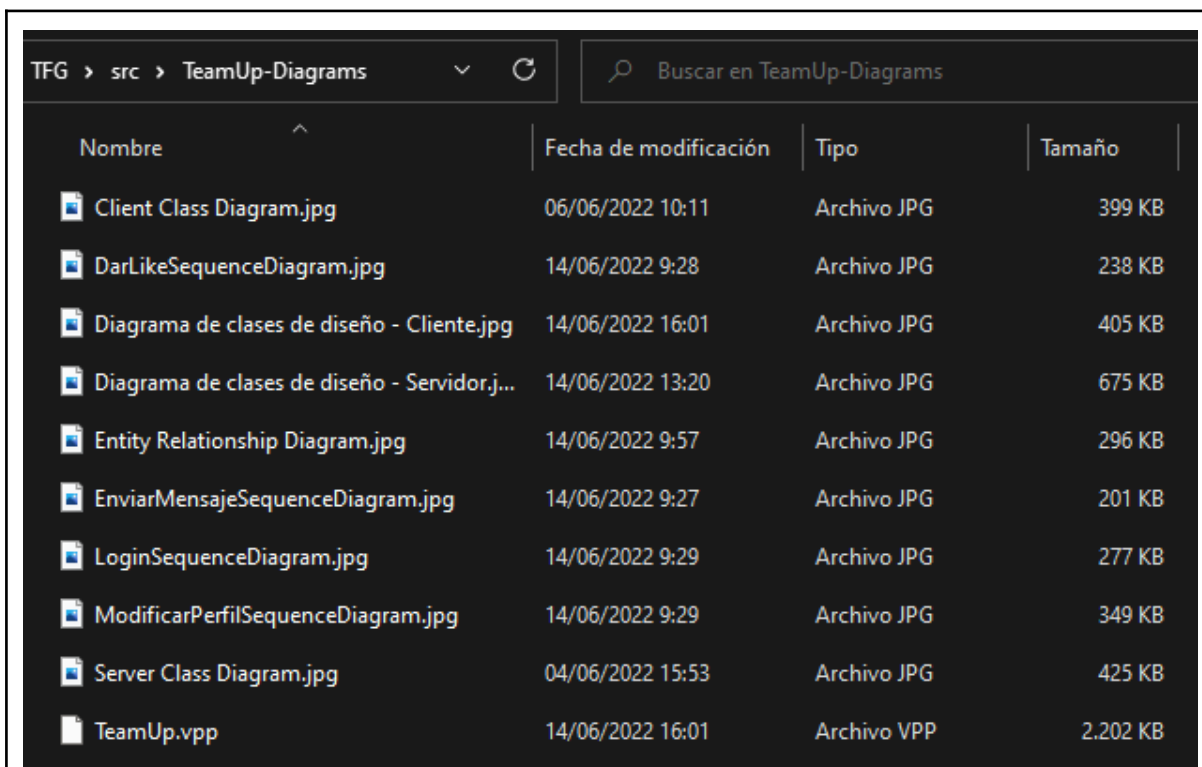 TFG > src > TeamUp-Diagrams Buscar en TeamUp-Diagrams
Nombre Fecha de modificación Tipo Tamaño
Client Class Diagram.jpg 06/06/2022 10:11 Archivo JPG 399 KB
DarLikeSequenceDiagram.jpg 14/06/2022 9:28 Archivo JPG 238 KB
Diagrama de clases de diseño - Cliente.jpg 14/06/2022 16:01 Archivo JPG 405 KB
Diagrama de clases de diseño - Servidor.j... 14/06/2022 13:20 Archivo JPG 675 KB
Entity Relationship Diagram.jpg 14/06/2022 9:57 Archivo JPG 296 KB
EnviarMensajeSequenceDiagram.jpg 14/06/2022 9:27 Archivo JPG 201 KB
LoginSequenceDiagram.jpg 14/06/2022 9:29 Archivo JPG 277 KB
ModificarPerfilSequenceDiagram.jpg 14/06/2022 9:29 Archivo JPG 349 KB
Server Class Diagram.jpg 04/06/2022 15:53 Archivo JPG 425 KB
TeamUp.vpp 14/06/2022 16:01 Archivo VPP 2.202 KB